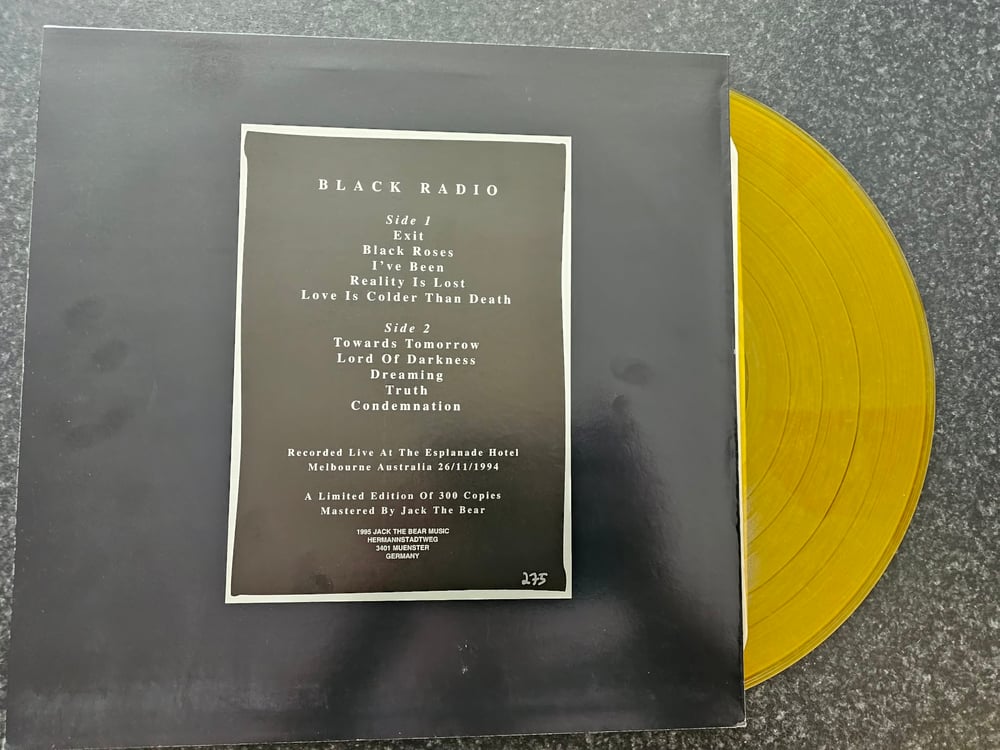 BLACK RADIO
Side 1
Exit
Black Roses
I've Been
Reality Is Lost
Love Is Colder Than Death
Side 2
Towards Tomorrow
Lord Of Darkness
Dreaming
Truth
Condemnation
Recorded Live At The Esplanade Hotel
Melbourne Australia 26/11/1994
A Limited Edition Of 300 Copies
Mastered By Jack The Bear
1995 JACK THE BEAR MUSIC
HERMANNSTADTWEG
3401 MUENSTER
GERMANY
275